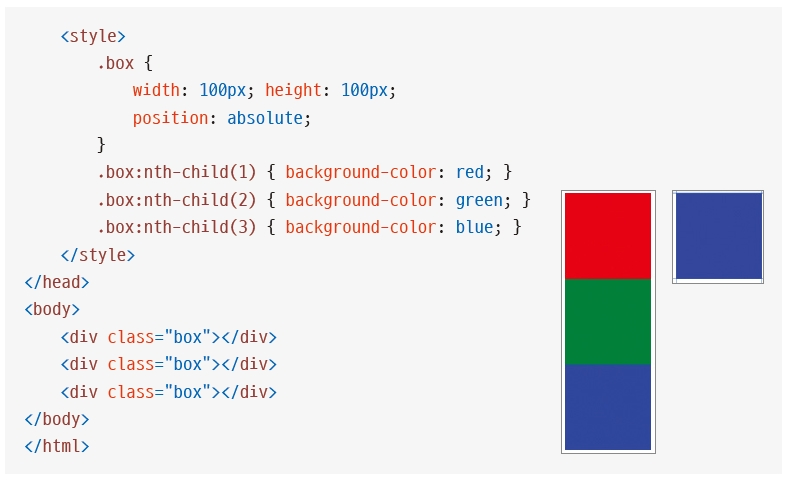 <style>
.box {
width: 100px; height: 100px;
position: absolute;
}
.box:nth-child(1) { background-color: red; }
.box:nth-child(2) { background-color: green; }
.box:nth-child(3) { background-color: blue; }
</style>
</head>
<body>
<div class="box"></div>
<div class="box"></div>
<div class="box"></div>
</body>
</html>